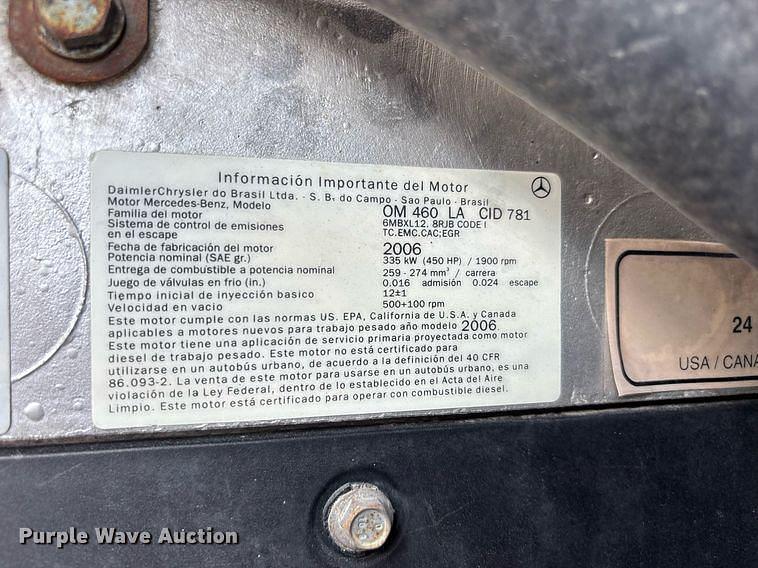 Información Importante del Motor
DaimlerChrysler do Brasil Ltda. - S. B. do Campo - Sao Paulo - Brasil
Motor Mercedes-Benz, Modelo OM 460 LA CID 781
Familia del motor 6MBXL12. 8RJB CODE I
Sistema de control de emisiones en el escape TC.EMC.CAC;EGR
Fecha de fabricación del motor 2006
Potencia nominal (SAE gr.) 335 kW (450 HP) / 1900 rpm
Entrega de combustible a potencia nominal 259 - 274 mm³ / carrera
Juego de válvulas en frio (in.) 0.016 admisión 0.024 escape
Tiempo inicial de inyección basico 12±1
Velocidad en vacio 500+100 rpm
Este motor cumple con las normas US. EPA, California de U.S.A. y Canada
aplicables a motores nuevos para trabajo pesado año modelo 2006.
Este motor tiene una aplicación de servicio primaria proyectada como motor
diesel de trabajo pesado. Este motor no está certificado para
utilizarse en un autobús urbano, de acuerdo a la definición del 40 CFR
86.093-2. La venta de este motor para usarse en un autobús urbano, es una
violación de la Ley Federal, dentro de lo establecido en el Acta del Aire
Limpio. Este motor está certificado para operar con combustible diesel.
24
USA / CANA
Purple Wave Auction